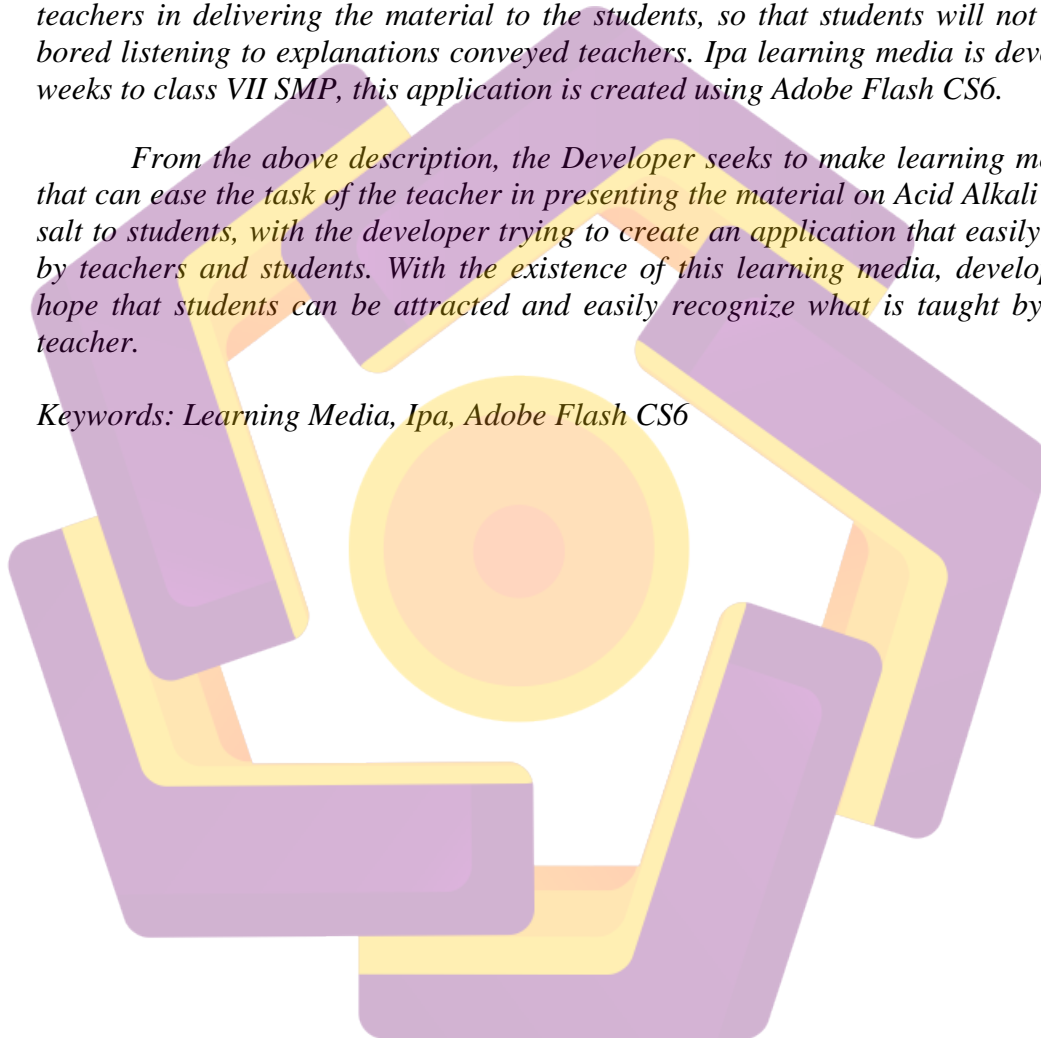 teachers in delivering the material to the students, so that students will not
bored listening to explanations conveyed teachers. Ipa learning media is deve
weeks to class VII SMP, this application is created using Adobe Flash CS6.
From the above description, the Developer seeks to make learning me
that can ease the task of the teacher in presenting the material on Acid Alkali
salt to students, with the developer trying to create an application that easily
by teachers and students. With the existence of this learning media, develop
hope that students can be attracted and easily recognize what is taught by
teacher.
Keywords: Learning Media, Ipa, Adobe Flash CS6